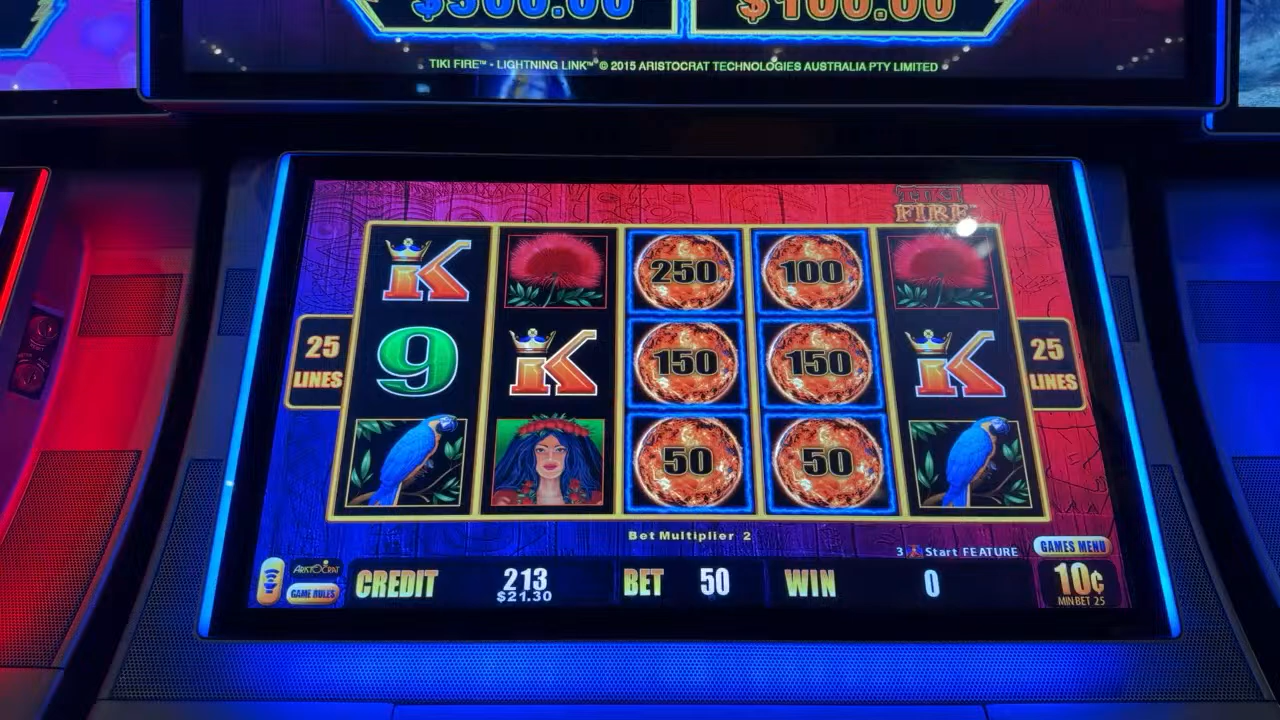 $500.00 $100.00
TIKI FIRE™ - LIGHTNING LINK™ © 2015 ARISTOCRAT TECHNOLOGIES AUSTRALIA PTY LIMITED
TIKI
FIRE™
K 250 100
25 LINES
9 K 150 150 K
25 LINES
50 50
Bet Multiplier 2
3 Start FEATURE
GAMES MENU
ARISTOCRAT
GAME RULES
CREDIT 213
$21.30
BET 50
WIN 0
10¢
MIN BET 25